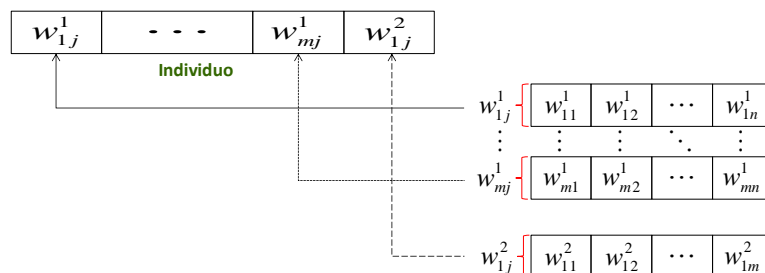 w^1_{1j} · · · w^1_{mj} w^2_{1j}
Individuo
w^1_{1j} w^1_{11} w^1_{12} ⋯ w^1_{1n}
⋮ ⋮ ⋮ ⋱ ⋮
w^1_{mj} w^1_{m1} w^1_{m2} ⋯ w^1_{mn}
w^2_{1j} w^2_{11} w^2_{12} ⋯ w^2_{1m}